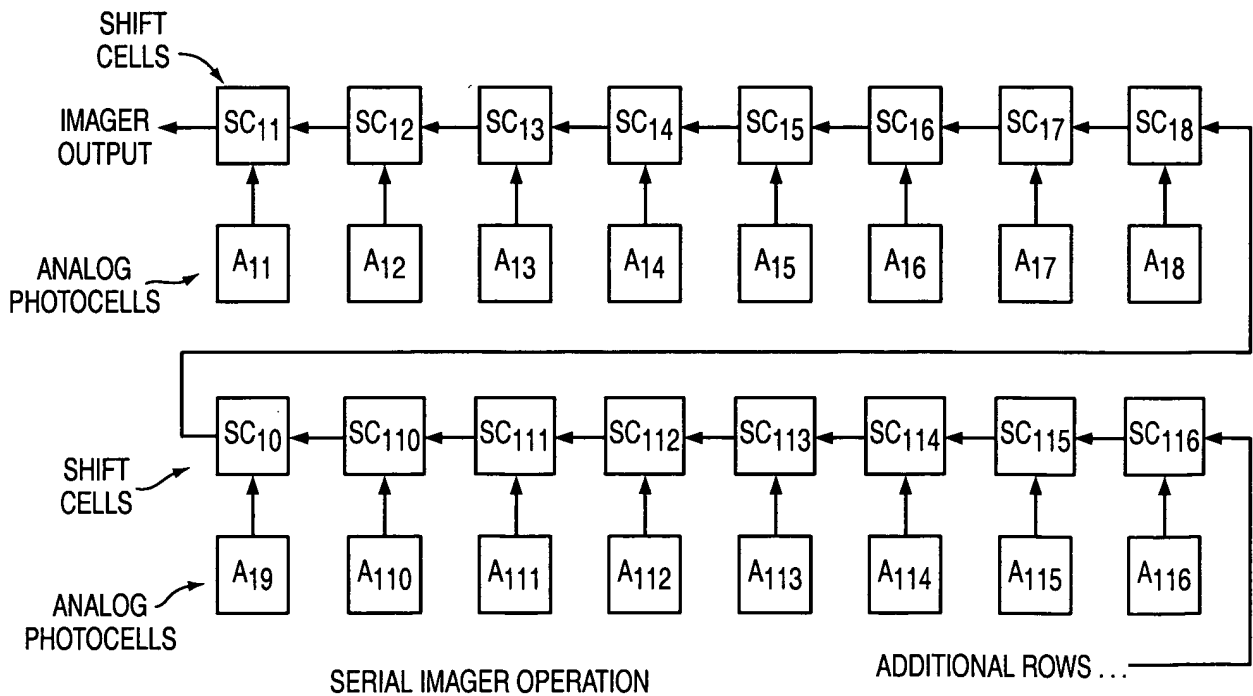 SHIFT
CELLS
IMAGER
OUTPUT
SC11 SC12 SC13 SC14 SC15 SC16 SC17 SC18
ANALOG
PHOTOCELLS
A11 A12 A13 A14 A15 A16 A17 A18
SC10 SC110 SC111 SC112 SC113 SC114 SC115 SC116
SHIFT
CELLS
A19 A110 A111 A112 A113 A114 A115 A116
ANALOG
PHOTOCELLS
SERIAL IMAGER OPERATION
ADDITIONAL ROWS ...